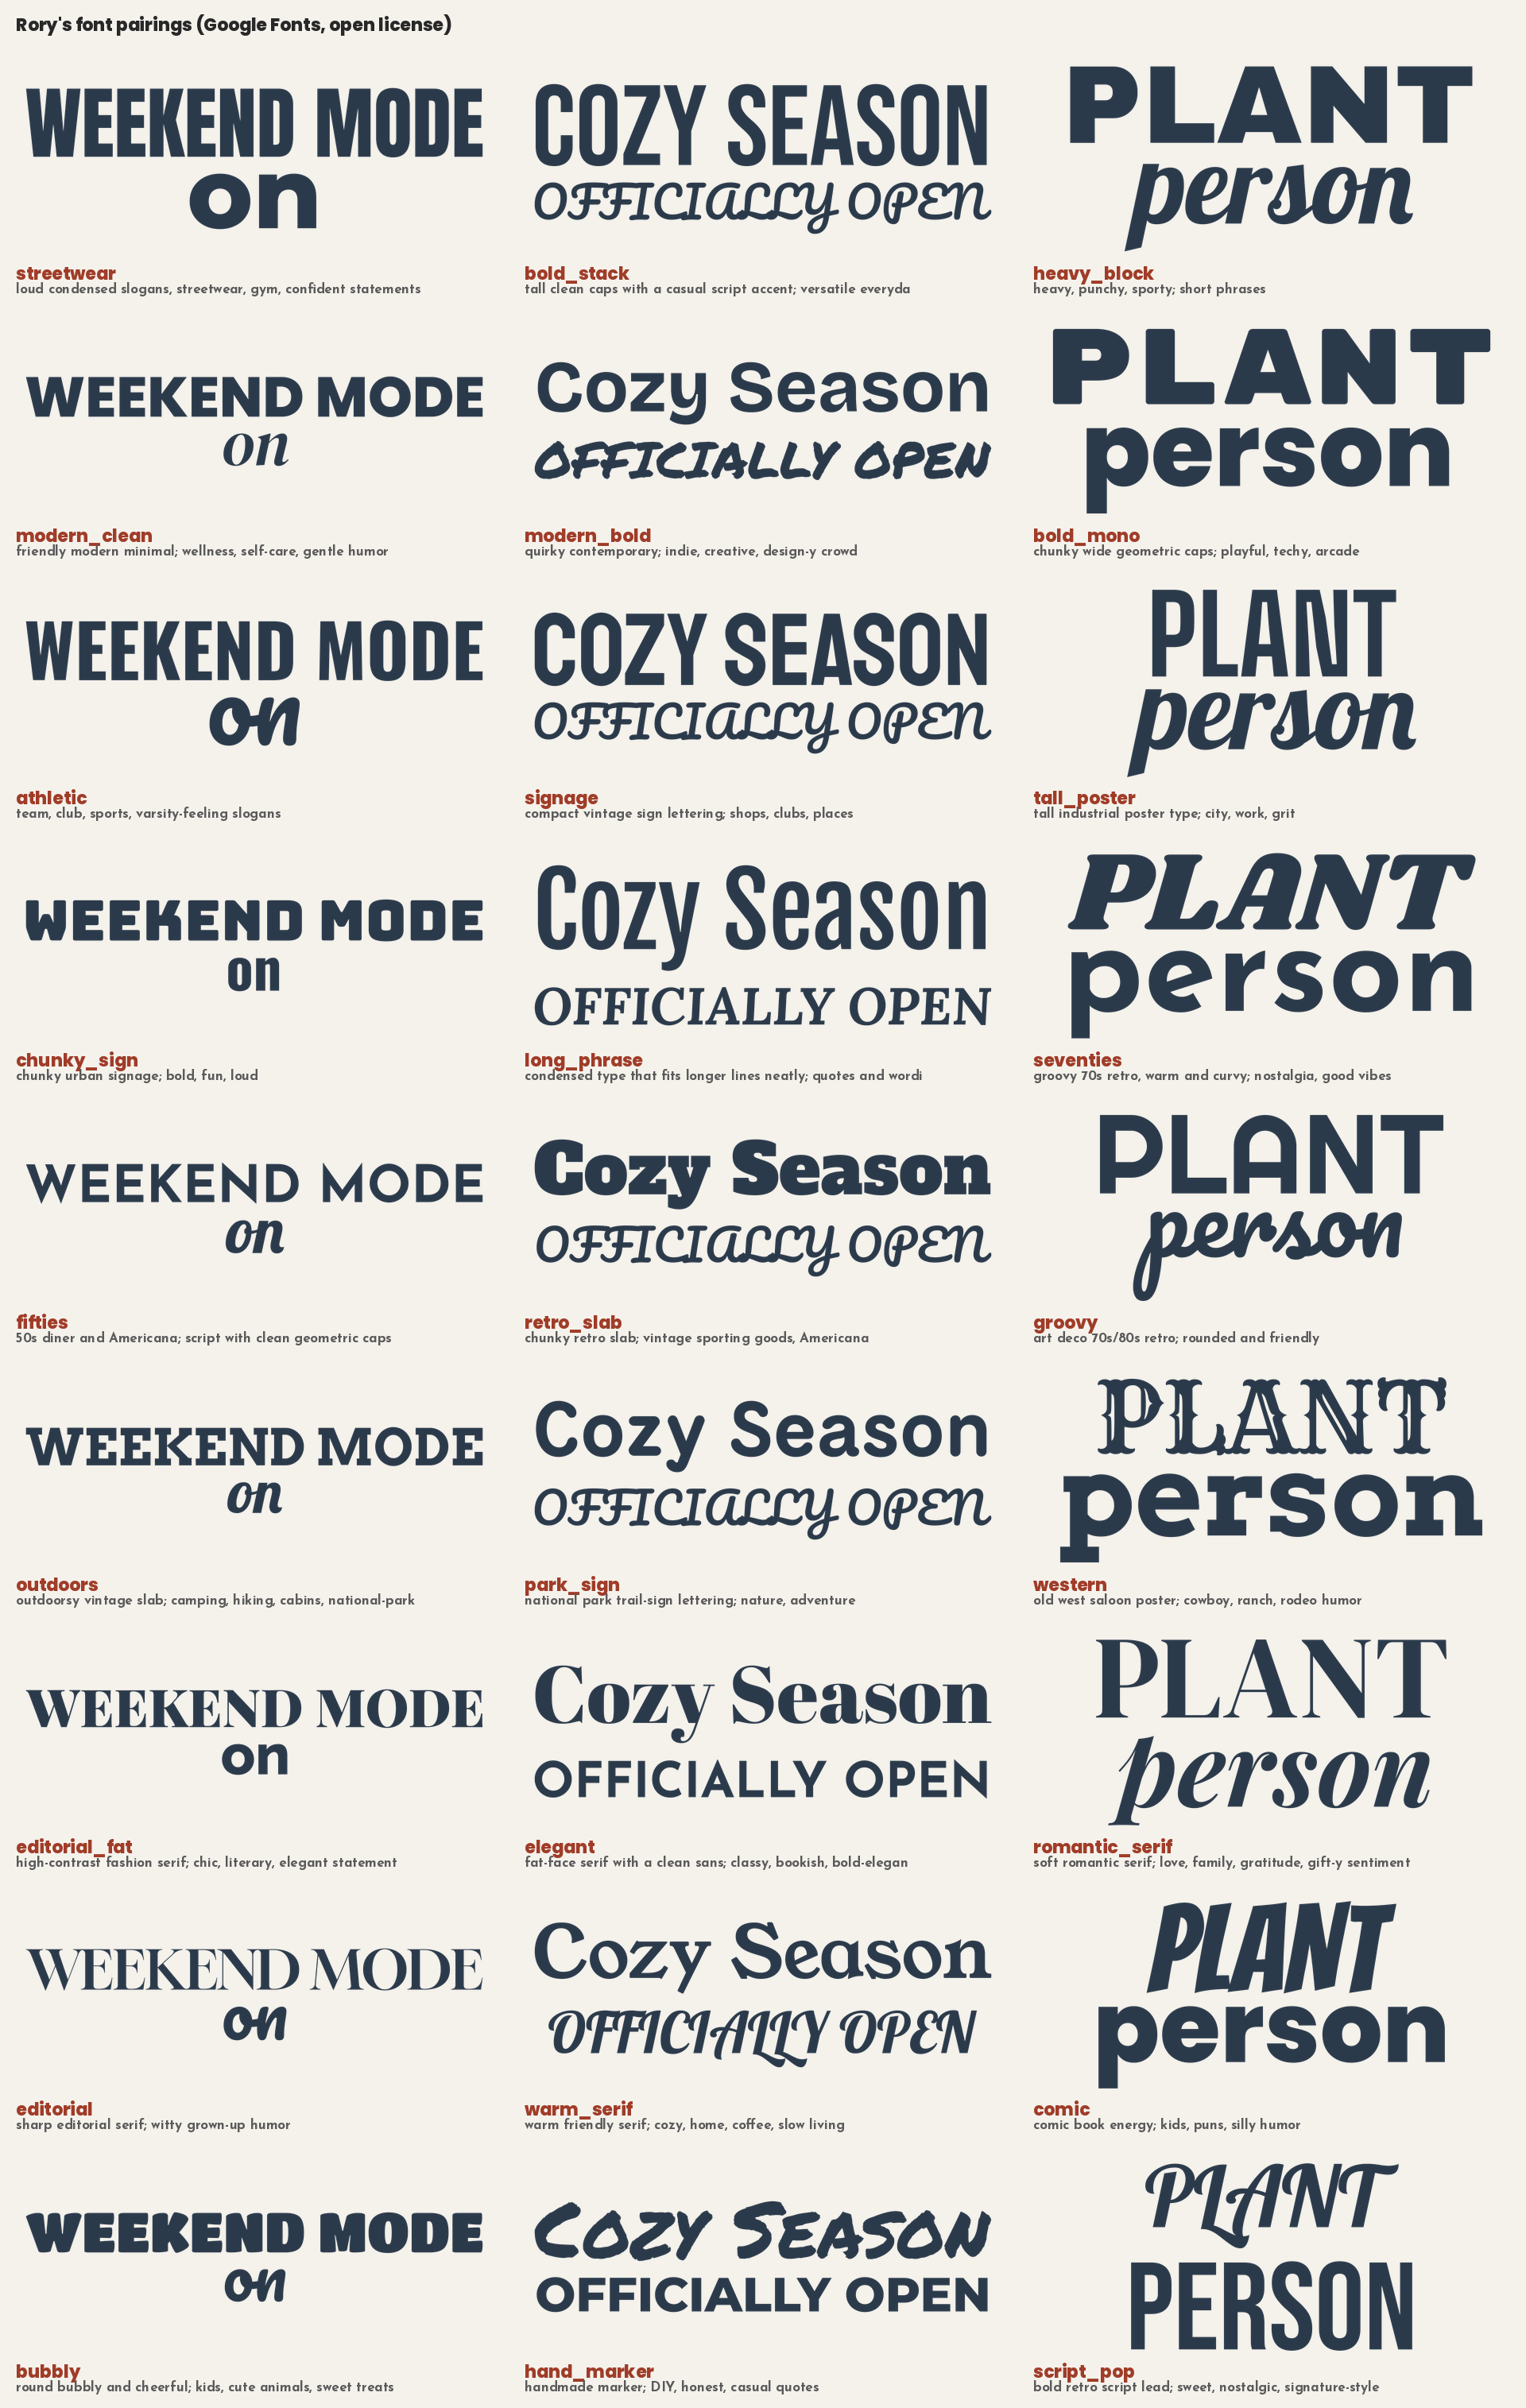 Rory's font pairings (Google Fonts, open license)
WEEKEND MODE
on
streetwear
loud condensed slogans, streetwear, gym, confident statements
COZY SEASON
OFFICIALLY OPEN
bold_stack
tall clean caps with a casual script accent; versatile everyda
PLANT
person
heavy_block
heavy, punchy, sporty; short phrases
WEEKEND MODE
on
modern_clean
friendly modern minimal; wellness, self-care, gentle humor
Cozy Season
OFFICIALLY OPEN
modern_bold
quirky contemporary; indie, creative, design-y crowd
PLANT
person
bold_mono
chunky wide geometric caps; playful, techy, arcade
WEEKEND MODE
on
athletic
team, club, sports, varsity-feeling slogans
COZY SEASON
OFFICIALLY OPEN
signage
compact vintage sign lettering; shops, clubs, places
PLANT
person
tall_poster
tall industrial poster type; city, work, grit
WEEKEND MODE
on
chunky_sign
chunky urban signage; bold, fun, loud
Cozy Season
OFFICIALLY OPEN
long_phrase
condensed type that fits longer lines neatly; quotes and wordi
PLANT
person
seventies
groovy 70s retro, warm and curvy; nostalgia, good vibes
WEEKEND MODE
on
fifties
50s diner and Americana; script with clean geometric caps
Cozy Season
OFFICIALLY OPEN
retro_slab
chunky retro slab; vintage sporting goods, Americana
PLANT
person
groovy
art deco 70s/80s retro; rounded and friendly
WEEKEND MODE
on
outdoors
outdoorsy vintage slab; camping, hiking, cabins, national-park
Cozy Season
OFFICIALLY OPEN
park_sign
national park trail-sign lettering; nature, adventure
PLANT
person
western
old west saloon poster; cowboy, ranch, rodeo humor
WEEKEND MODE
on
editorial_fat
high-contrast fashion serif; chic, literary, elegant statement
Cozy Season
OFFICIALLY OPEN
elegant
fat-face serif with a clean sans; classy, bookish, bold-elegan
PLANT
person
romantic_serif
soft romantic serif; love, family, gratitude, gift-y sentiment
WEEKEND MODE
on
editorial
sharp editorial serif; witty grown-up humor
Cozy Season
OFFICIALLY OPEN
warm_serif
warm friendly serif; cozy, home, coffee, slow living
PLANT
person
comic
comic book energy; kids, puns, silly humor
WEEKEND MODE
on
bubbly
round bubbly and cheerful; kids, cute animals, sweet treats
COZY SEASON
OFFICIALLY OPEN
hand_marker
handmade marker; DIY, honest, casual quotes
PLANT
PERSON
script_pop
bold retro script lead; sweet, nostalgic, signature-style